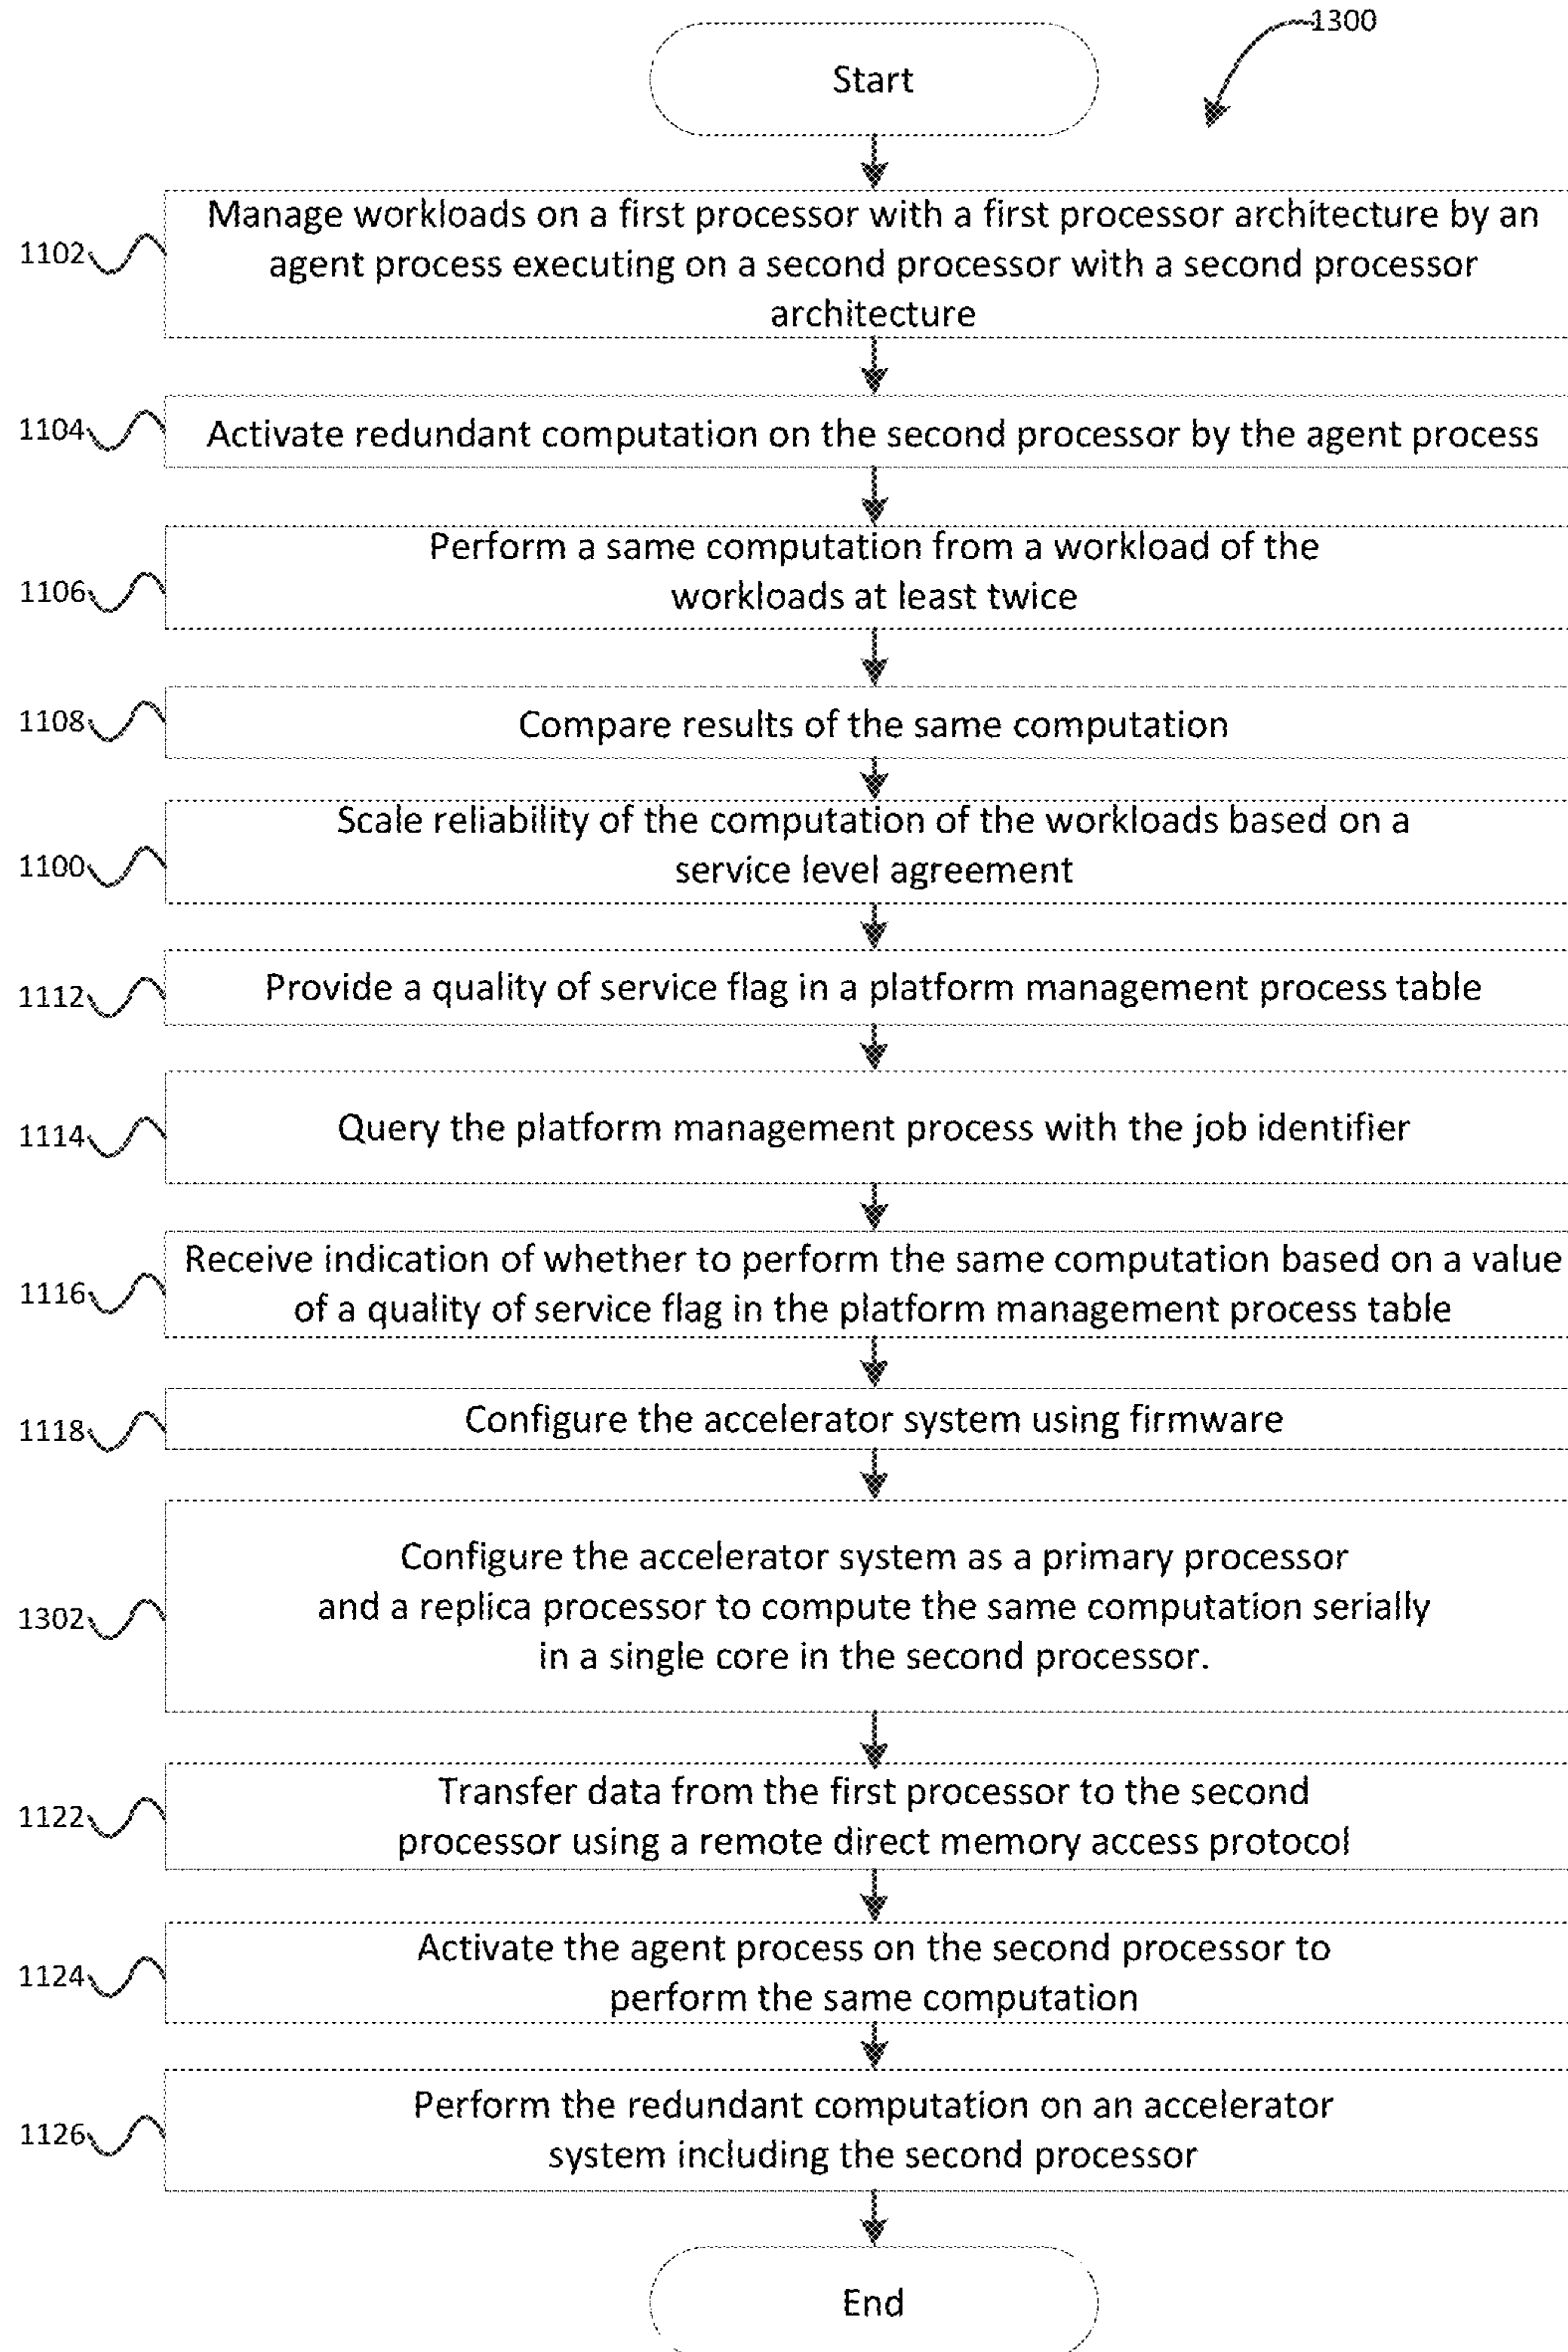 1300
Start
1102
Manage workloads on a first processor with a first processor architecture by an
agent process executing on a second processor with a second processor
architecture
1104
Activate redundant computation on the second processor by the agent process
1106
Perform a same computation from a workload of the
workloads at least twice
1108
Compare results of the same computation
1100
Scale reliability of the computation of the workloads based on a
service level agreement
1112
Provide a quality of service flag in a platform management process table
1114
Query the platform management process with the job identifier
1116
Receive indication of whether to perform the same computation based on a value
of a quality of service flag in the platform management process table
1118
Configure the accelerator system using firmware
1302
Configure the accelerator system as a primary processor
and a replica processor to compute the same computation serially
in a single core in the second processor.
1122
Transfer data from the first processor to the second
processor using a remote direct memory access protocol
1124
Activate the agent process on the second processor to
perform the same computation
1126
Perform the redundant computation on an accelerator
system including the second processor
End